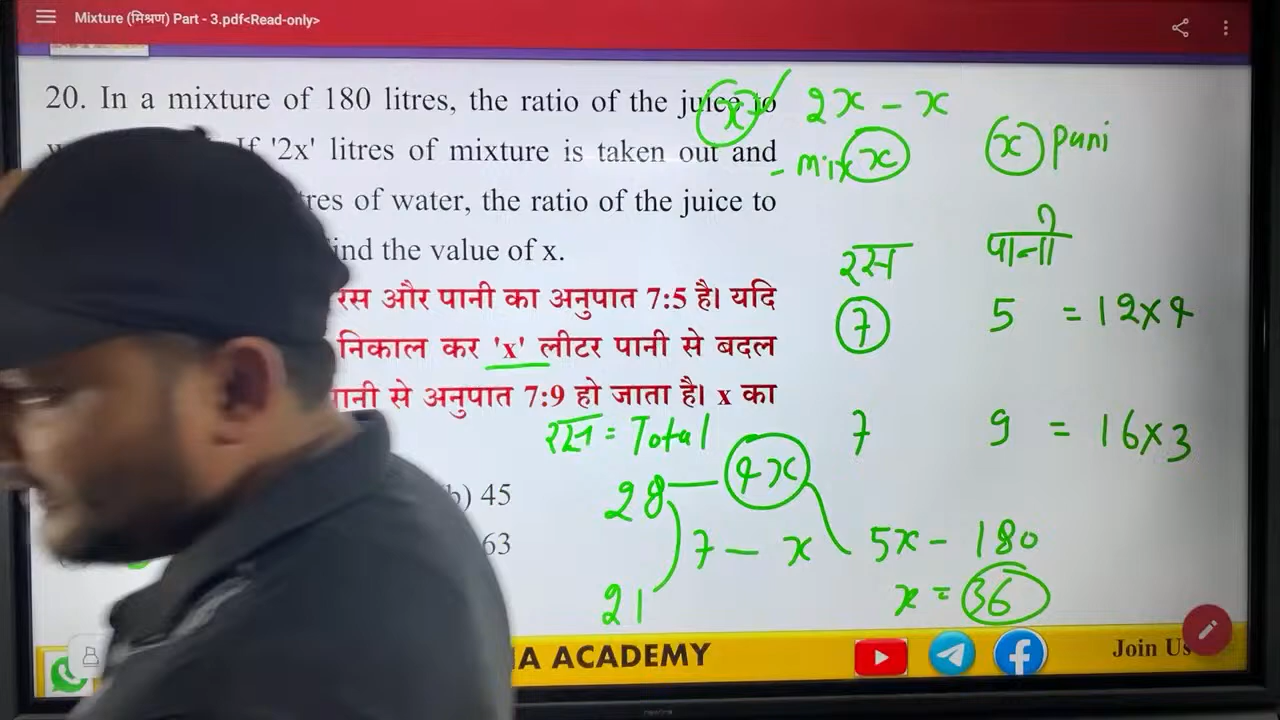 Mixture (मिश्रण) Part - 3.pdf<Read-only>
20. In a mixture of 180 litres, the ratio of the juice to
If '2x' litres of mixture is taken out and
of water, the ratio of the juice to
the value of x.
रस और पानी का अनुपात 7:5 है। यदि
निकाल कर 'x' लीटर पानी से बदल
से अनुपात 7:9 हो जाता है। x का
45
63
x
2x - x
- mix x
x pani
रस पानी
7 5 = 12x4
7 9 = 16x3
रस = Total
28 - 4x
7 - x
21
5x - 180
x = 36
ACADEMY
Join Us